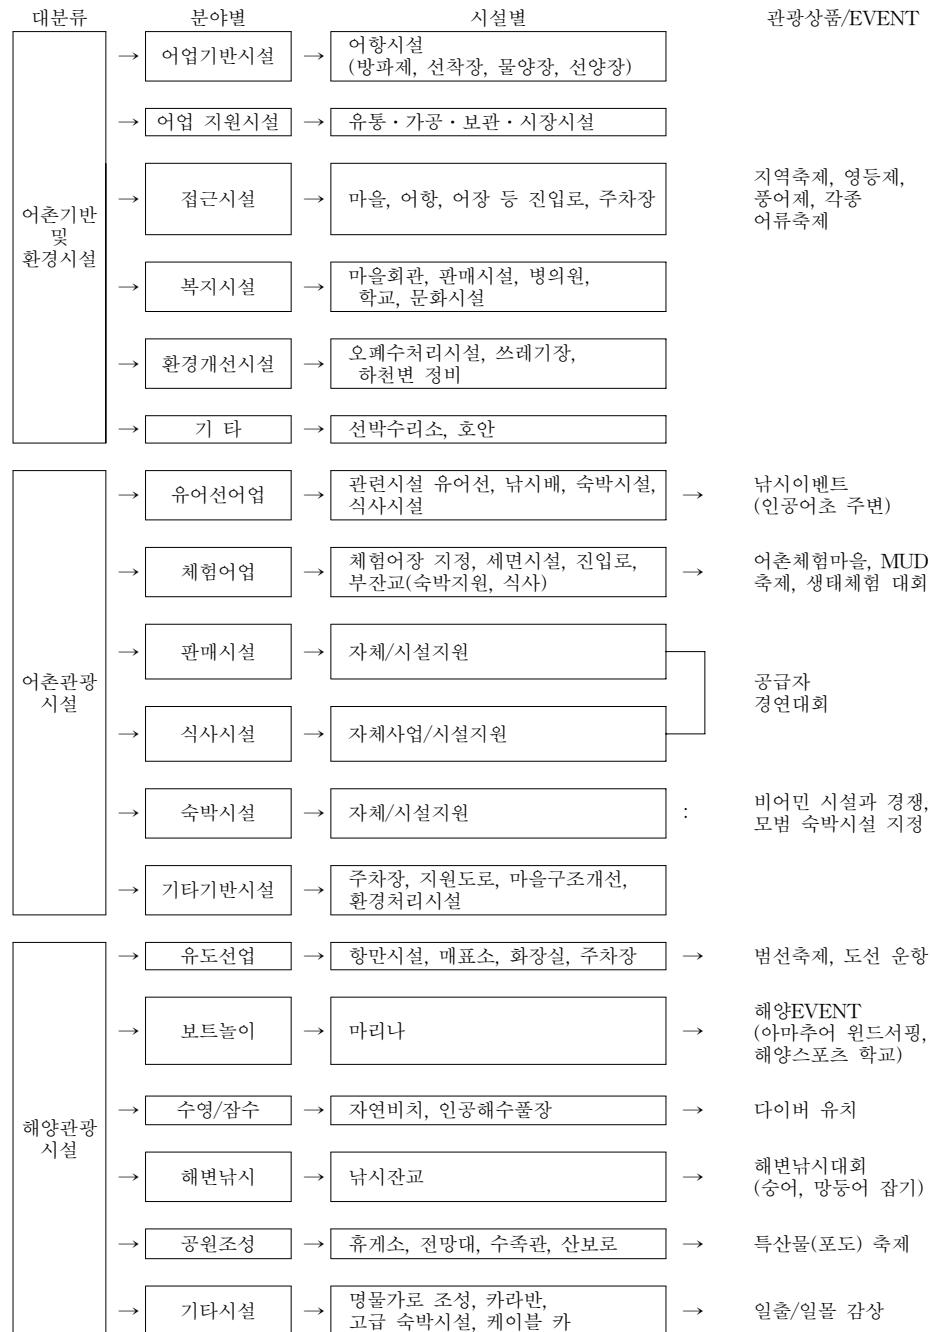 대분류 분야별 시설별 관광상품/EVENT
어촌기반
및
환경시설
→ 어업기반시설 → 어항시설
(방파제, 선착장, 물양장, 선양장)
→ 어업 지원시설 → 유통·가공·보관·시장시설
→ 접근시설 → 마을, 어항, 어장 등 진입로, 주차장
지역축제, 영등제,
풍어제, 각종
어류축제
→ 복지시설 → 마을회관, 판매시설, 병의원,
학교, 문화시설
→ 환경개선시설 → 오폐수처리시설, 쓰레기장,
하천변 정비
→ 기 타 → 선박수리소, 호안
어촌관광
시설
→ 유어선어업 → 관련시설 유어선, 낚시배, 숙박시설,
식사시설
→ 낚시이벤트
(인공어초 주변)
→ 체험어업 → 체험어장 지정, 세면시설, 진입로,
부잔교(숙박지원, 식사)
→ 어촌체험마을, MUD
축제, 생태체험 대회
→ 판매시설 → 자체/시설지원
→ 식사시설 → 자체사업/시설지원
공급자
경연대회
→ 숙박시설 → 자체/시설지원 :
비어민 시설과 경쟁,
모범 숙박시설 지정
→ 기타기반시설 → 주차장, 지원도로, 마을구조개선,
환경처리시설
해양관광
시설
→ 유도선업 → 항만시설, 매표소, 화장실, 주차장 → 범선축제, 도선 운항
→ 보트놀이 → 마리나 → 해양EVENT
(아마추어 윈드서핑,
해양스포츠 학교)
→ 수영/잠수 → 자연비치, 인공해수풀장 → 다이버 유치
→ 해변낚시 → 낚시잔교 → 해변낚시대회
(숭어, 망둥어 잡기)
→ 공원조성 → 휴게소, 전망대, 수족관, 산보로 → 특산물(포도) 축제
→ 기타시설 → 명물가로 조성, 카라반,
고급 숙박시설, 케이블 카
→ 일출/일몰 감상